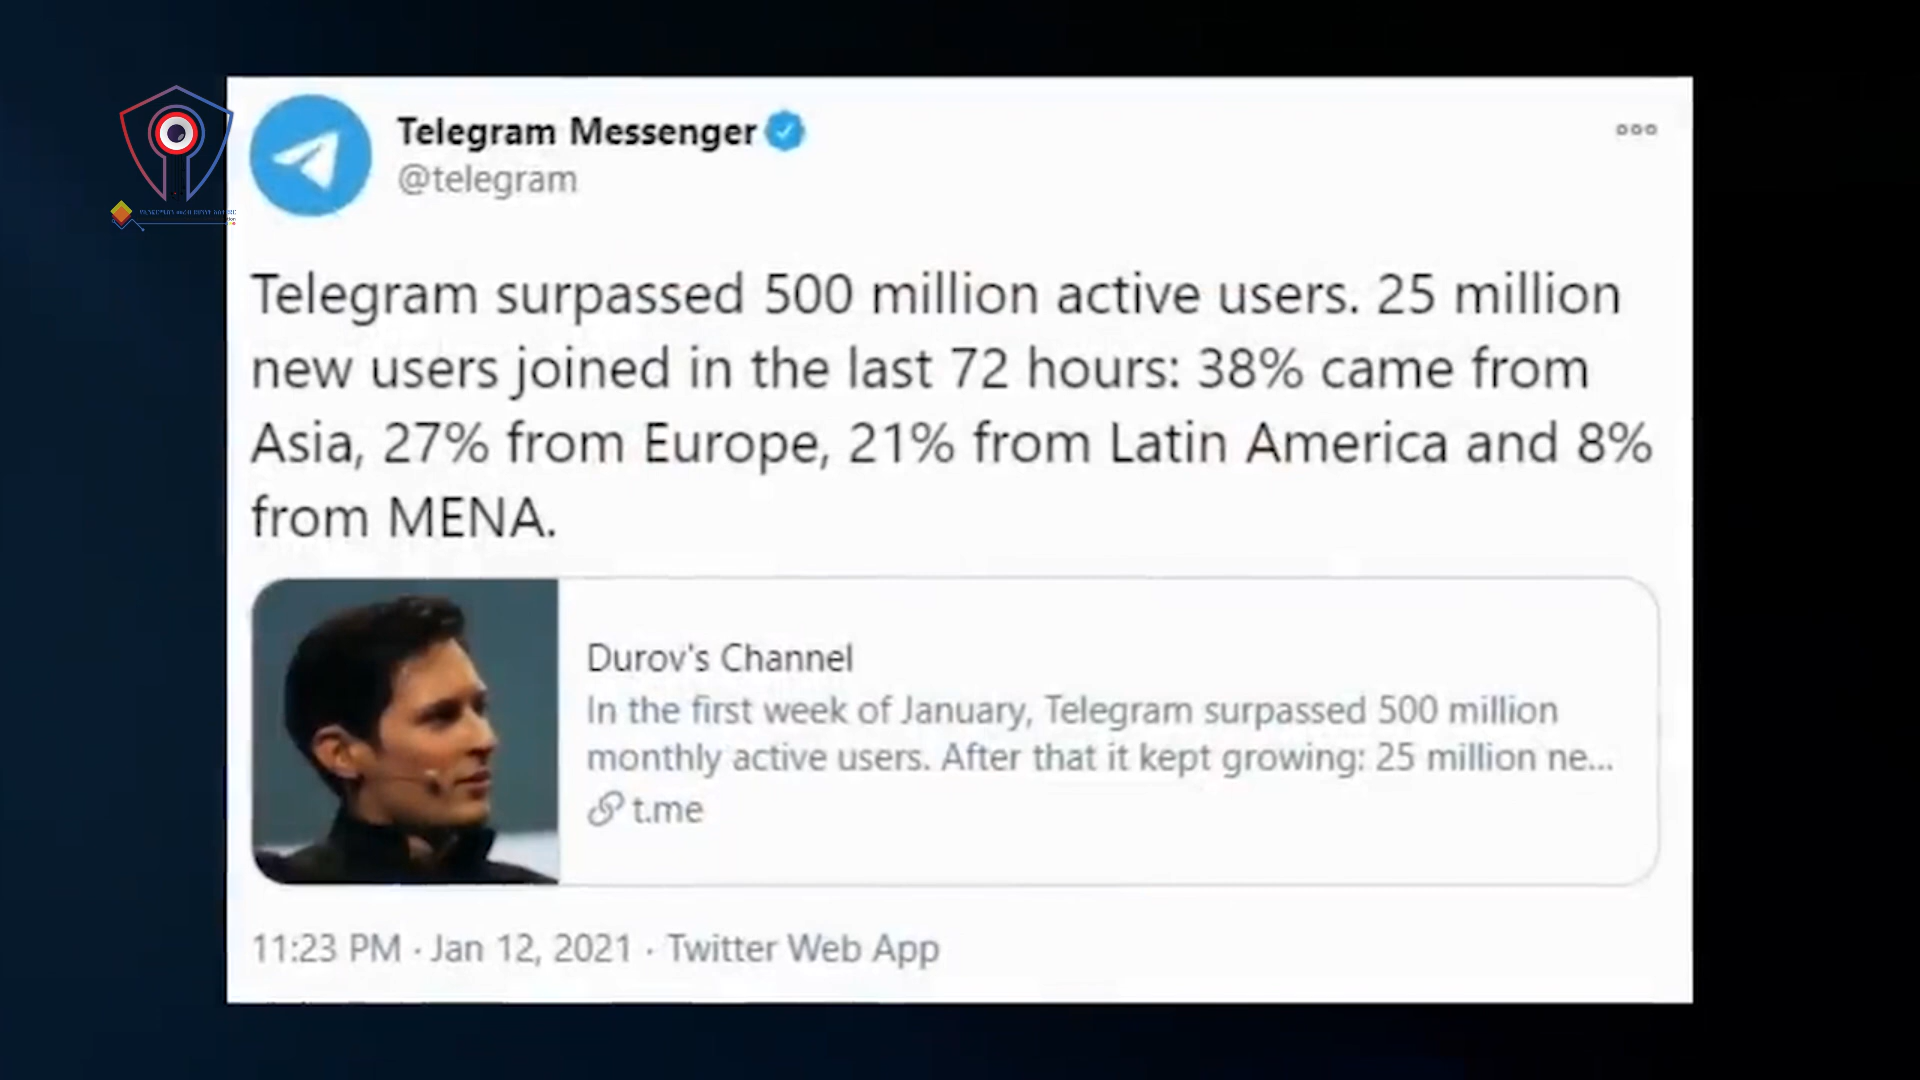 Telegram Messenger
@telegram
Telegram surpassed 500 million active users. 25 million
new users joined in the last 72 hours: 38% came from
Asia, 27% from Europe, 21% from Latin America and 8%
from MENA.
Durov's Channel
In the first week of January, Telegram surpassed 500 million
monthly active users. After that it kept growing: 25 million ne...
t.me
11:23 PM · Jan 12, 2021 · Twitter Web App